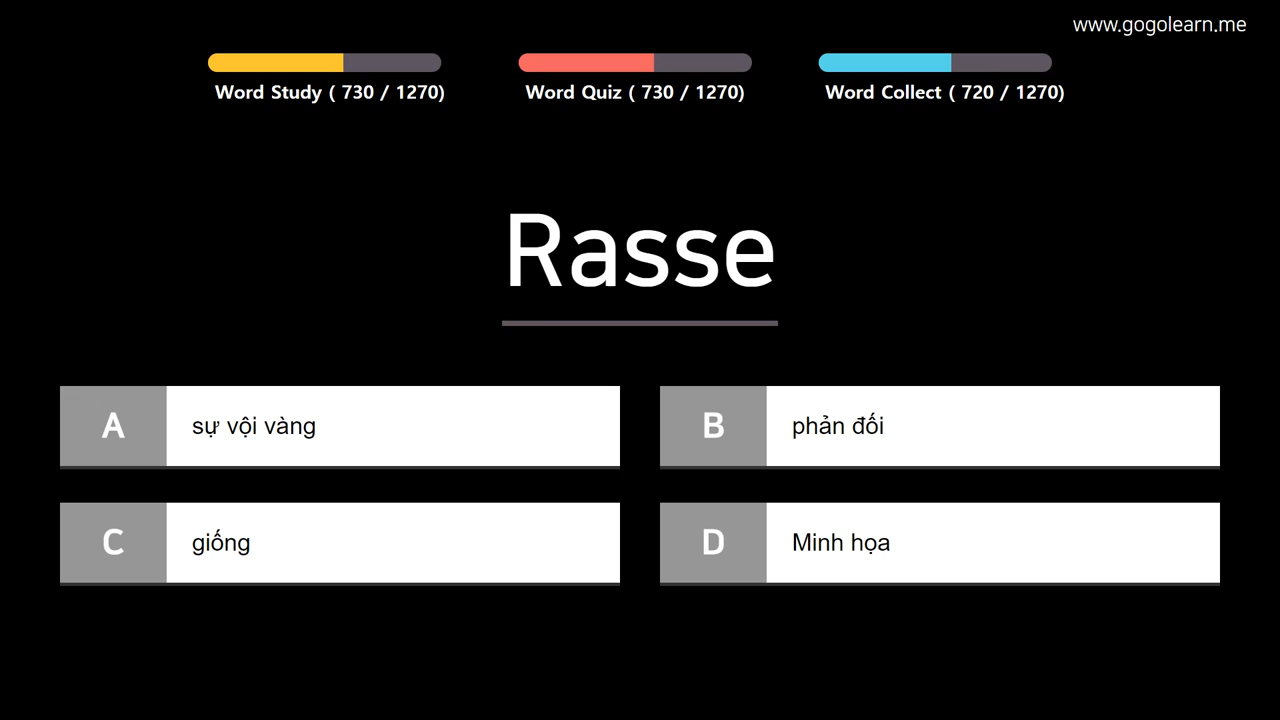 www.gogolearn.me
Word Study ( 730 / 1270)
Word Quiz ( 730 / 1270)
Word Collect ( 720 / 1270)
Rasse
A
sự vội vàng
B
phản đối
C
giống
D
Minh họa